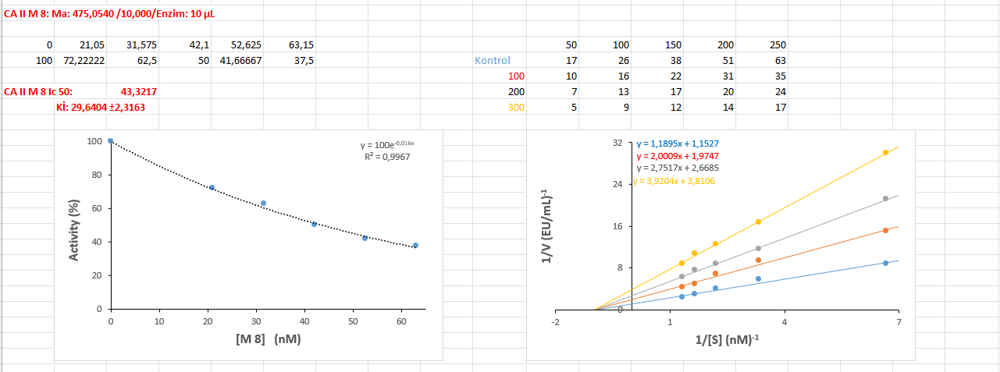 CA II M 8: Ma: 475,0540 /10,000/Enzim: 10 µL
0 21,05 31,575 42,1 52,625 63,15
100 72,22222 62,5 50 41,66667 37,5
CA II M 8 Ic 50: 43,3217
Kİ: 29,6404 ±2,3163
50 100 150 200 250
Kontrol 17 26 38 51 63
100 10 16 22 31 35
200 7 13 17 20 24
300 5 9 12 14 17
y = 100e^-0,016x
R² = 0,9967
Activity (%)
100
80
60
40
20
0
0 10 20 30 40 50 60
[M 8] (nM)
y = 1,1895x + 1,1527
y = 2,0009x + 1,9747
y = 2,7517x + 2,6685
y = 3,9204x + 3,8106
1/V (EU/mL)⁻¹
32
24
16
8
0
-2 1 4 7
1/[S] (nM)⁻¹